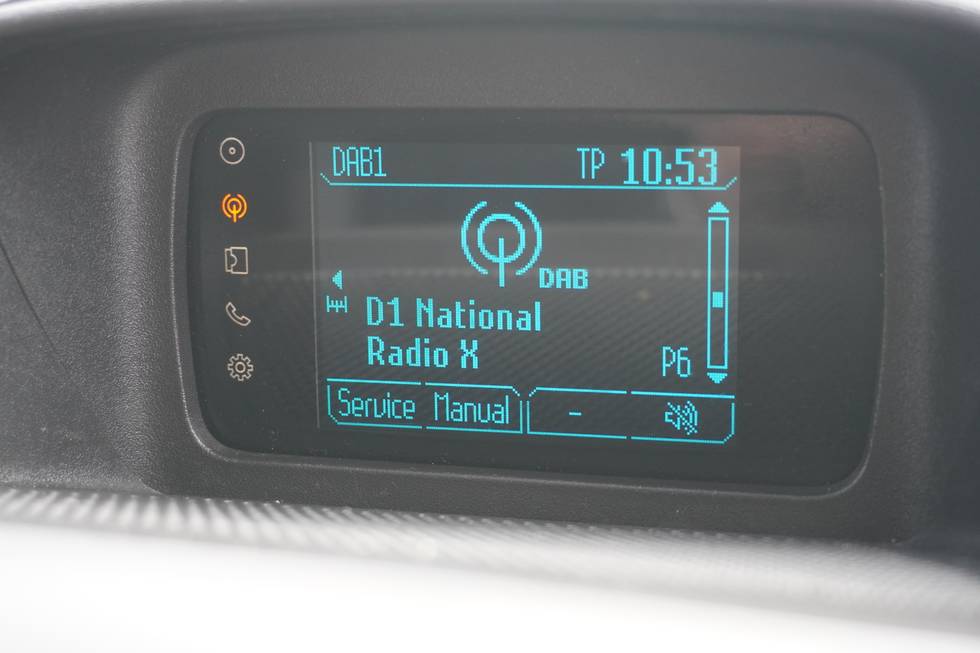 DAB1 TP 10:53
DAB
D1 National
Radio X P6
Service Manual -